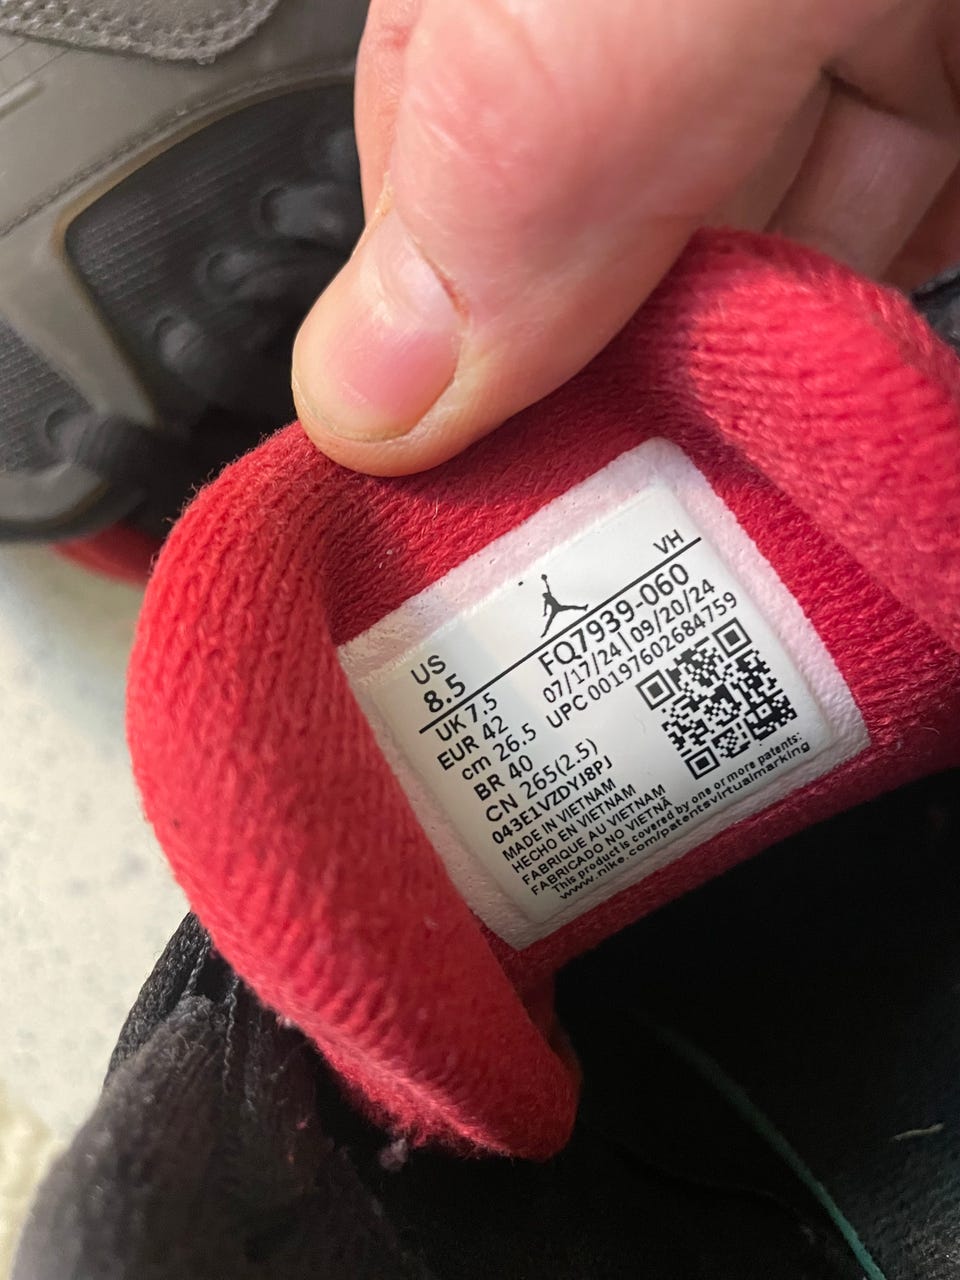 VH
US
8.5
FQ7939-060
07/17/24|09/20/24
UPC 00197602684759
UK 7.5
EUR 42
cm 26.5
BR 40
CN 265(2.5)
043E1VZDYJ8PJ
MADE IN VIETNAM
HECHO EN VIETNAM
FABRIQUE AU VIETNAM
FABRICADO NO VIETNÃ
This product is covered by one or more patents:
www.nike.com/patentsvirtualmarking